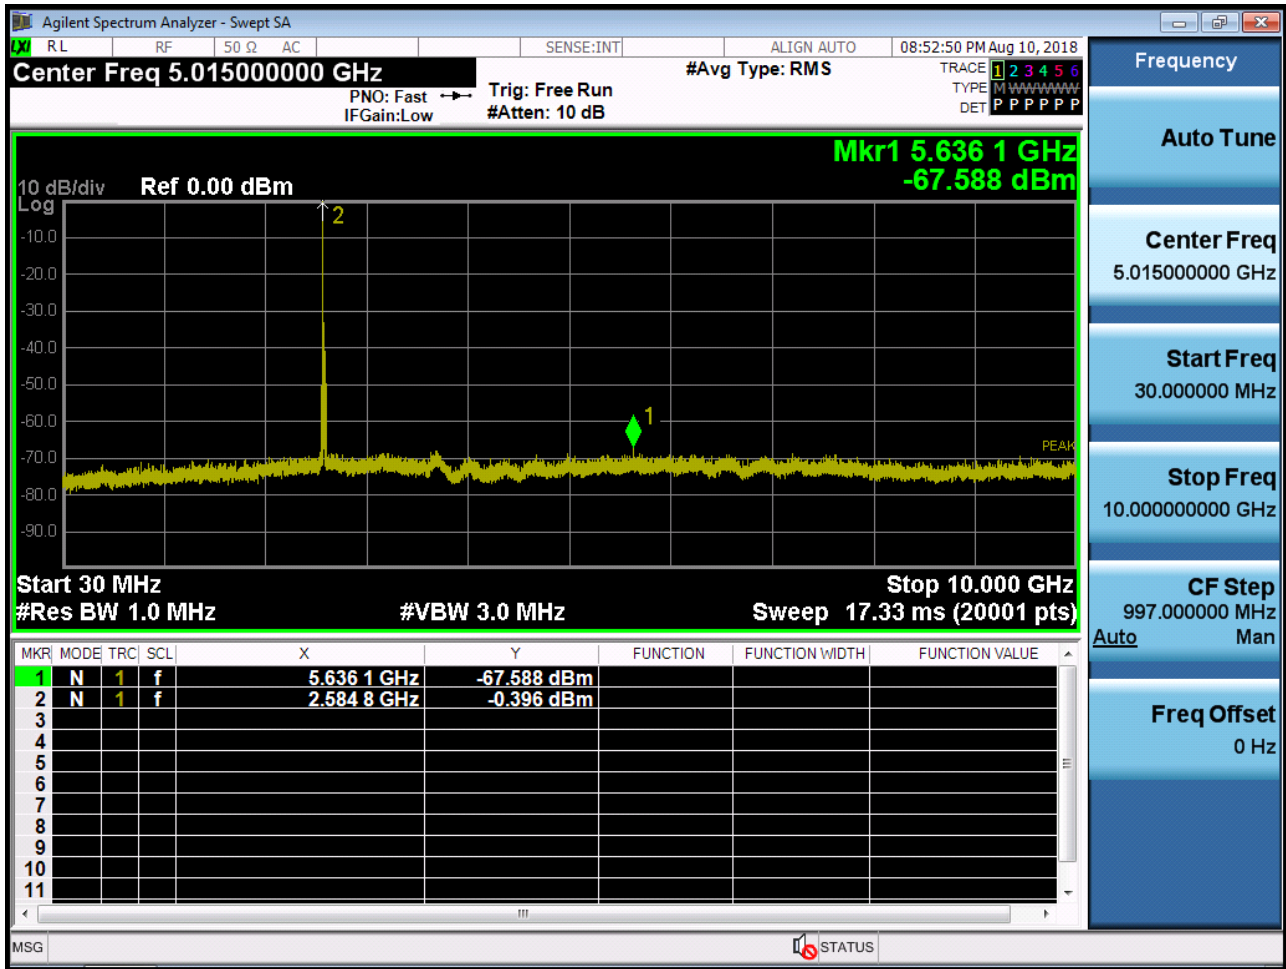 Agilent Spectrum Analyzer - Swept SA
LXI RL RF 50 Ω AC SENSE:INT ALIGN AUTO 08:52:50 PM Aug 10, 2018
Center Freq 5.015000000 GHz
PNO: Fast
IFGain:Low
Trig: Free Run
#Atten: 10 dB
#Avg Type: RMS
TRACE 1 2 3 4 5 6
TYPE M WWWWW
DET P P P P P P
Mkr1 5.636 1 GHz
-67.588 dBm
10 dB/div Ref 0.00 dBm
Log
2
-10.0
-20.0
-30.0
-40.0
-50.0
-60.0
1
PEAK
-70.0
-80.0
-90.0
Start 30 MHz Stop 10.000 GHz
#Res BW 1.0 MHz #VBW 3.0 MHz Sweep 17.33 ms (20001 pts)
MKR MODE TRC SCL X Y FUNCTION FUNCTION WIDTH FUNCTION VALUE
1 N 1 f 5.636 1 GHz -67.588 dBm
2 N 1 f 2.584 8 GHz -0.396 dBm
3
4
5
6
7
8
9
10
11
MSG STATUS
Frequency
Auto Tune
Center Freq
5.015000000 GHz
Start Freq
30.000000 MHz
Stop Freq
10.000000000 GHz
CF Step
997.000000 MHz
Auto Man
Freq Offset
0 Hz